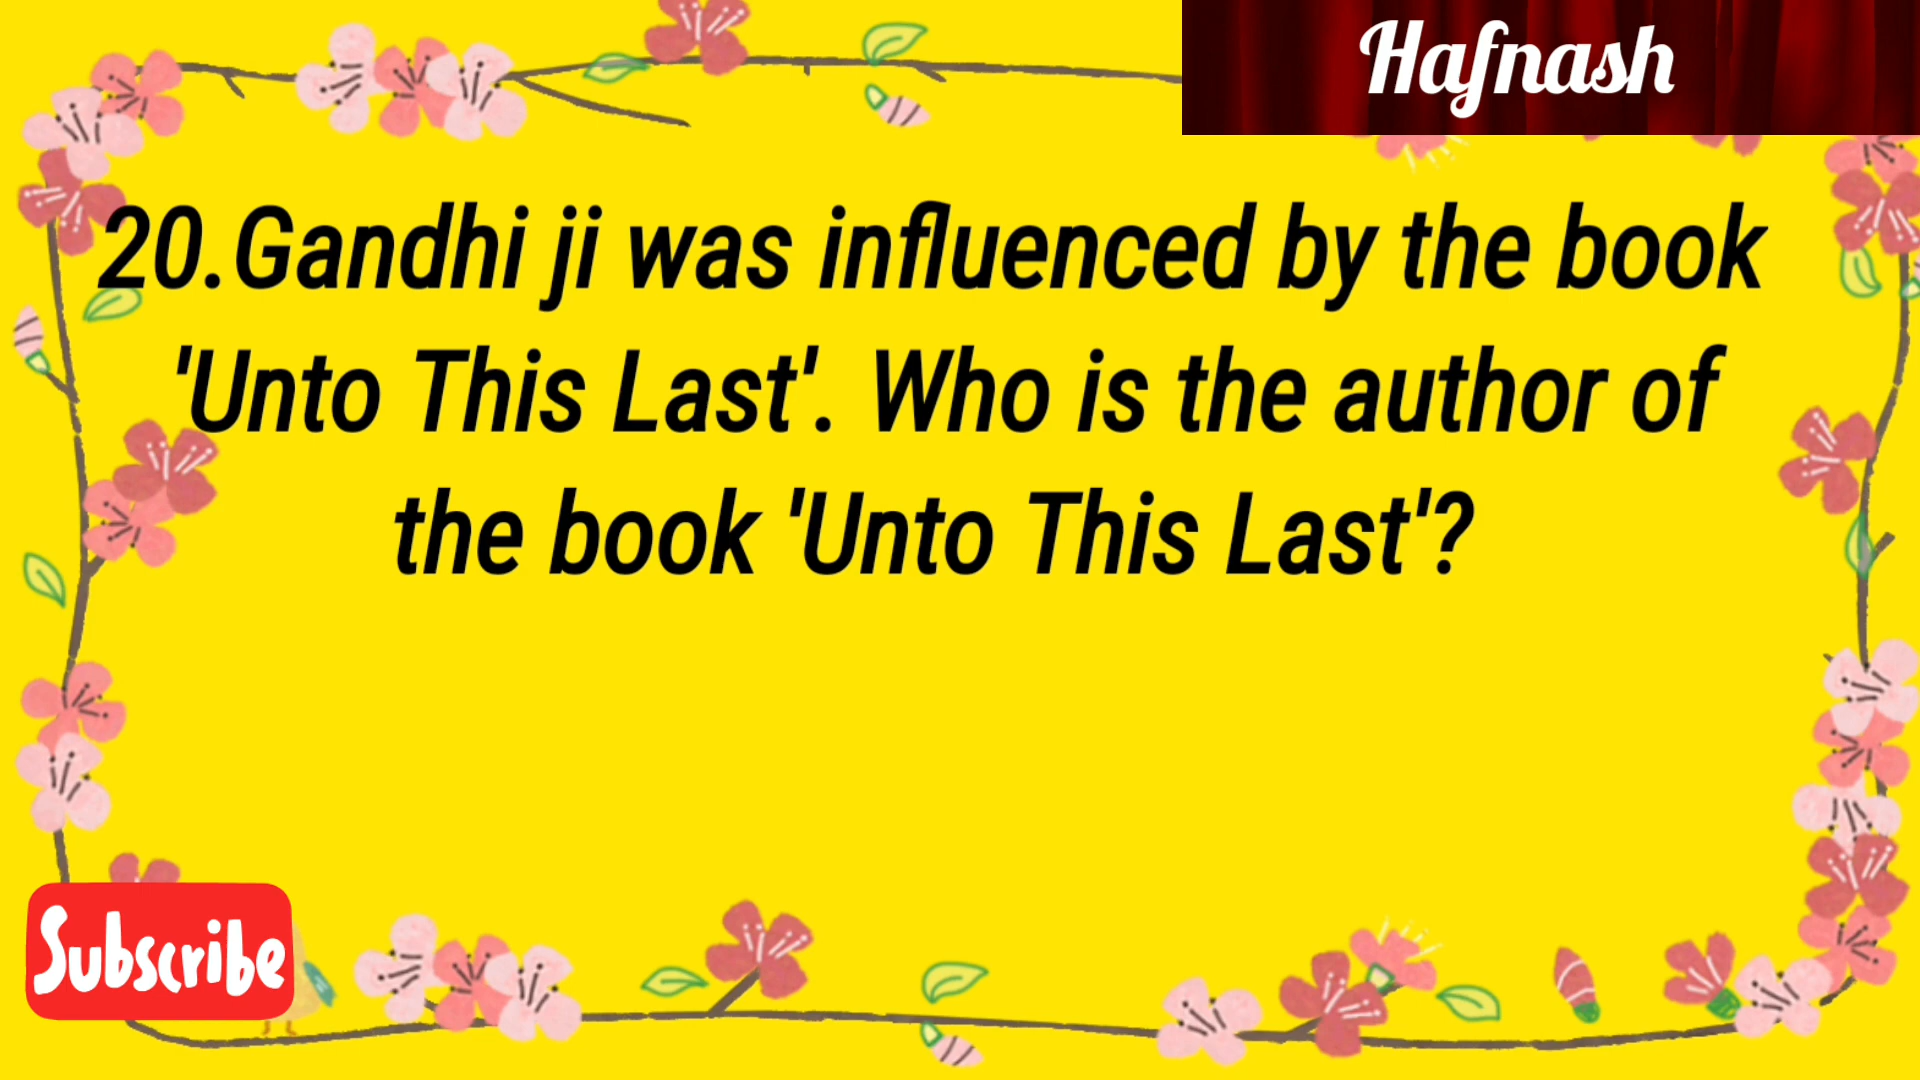 Hafnash
20.Gandhi ji was influenced by the book
'Unto This Last'. Who is the author of
the book 'Unto This Last'?
Subscribe